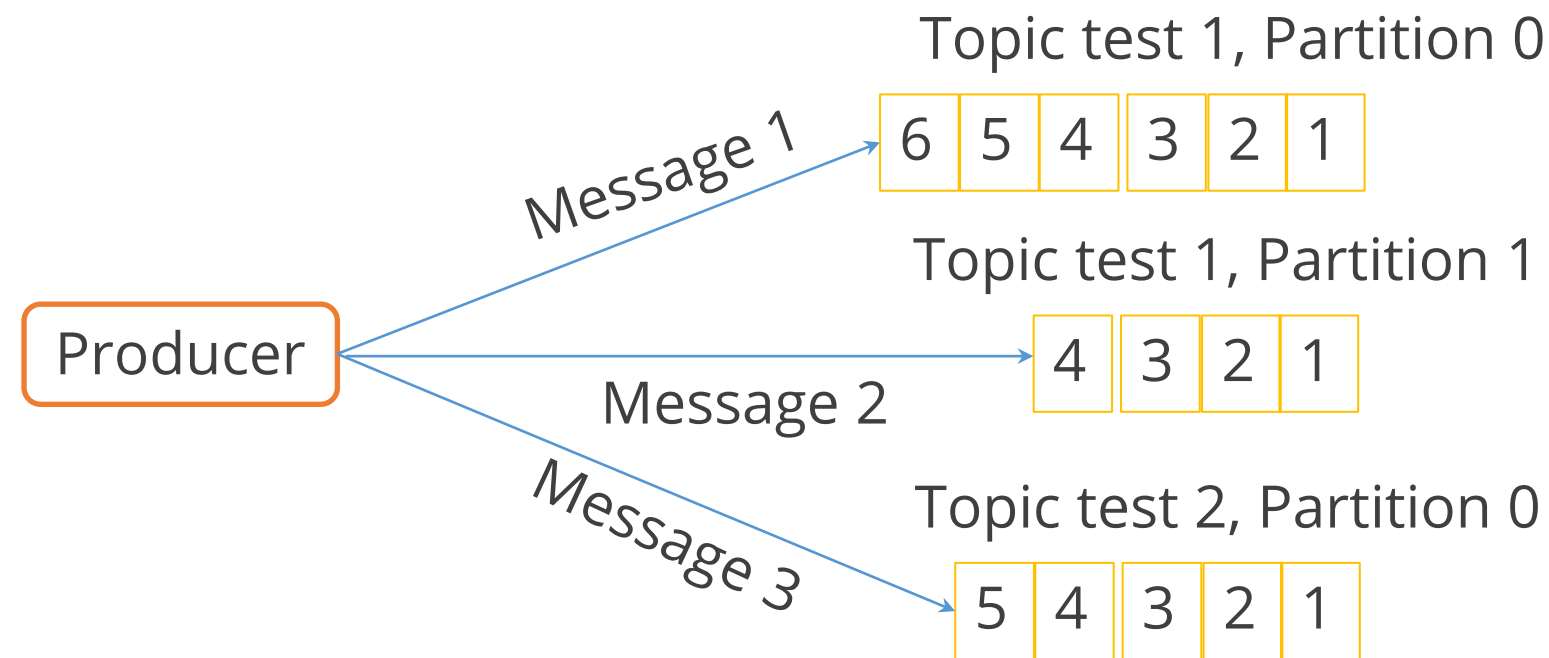 Topic test 1, Partition 0
6 5 4 3 2 1
Message 1
Topic test 1, Partition 1
Producer
4 3 2 1
Message 2
Message 3
Topic test 2, Partition 0
5 4 3 2 1